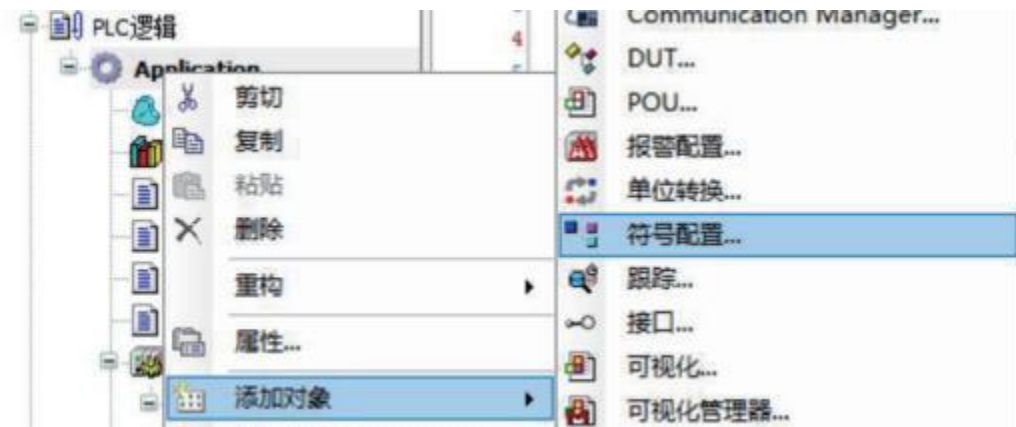 PLC逻辑
Application
4
剪切
复制
粘贴
删除
重构
属性...
添加对象
Communication Manager...
DUT...
POU...
报警配置...
单位转换...
符号配置...
跟踪...
接口...
可视化...
可视化管理器...